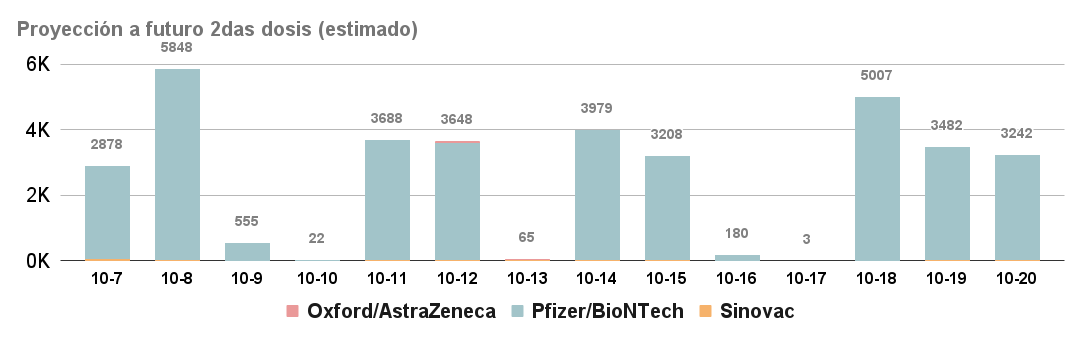 Proyección a futuro 2das dosis (estimado)
5848
6K
5007
3979
3688
3648
3482
4K
3208
3242
2878
2K
555
22
65
180
3
0K
10-7 10-8 10-9 10-10 10-11 10-12 10-13 10-14 10-15 10-16 10-17 10-18 10-19 10-20
Oxford/AstraZeneca Pfizer/BioNTech Sinovac